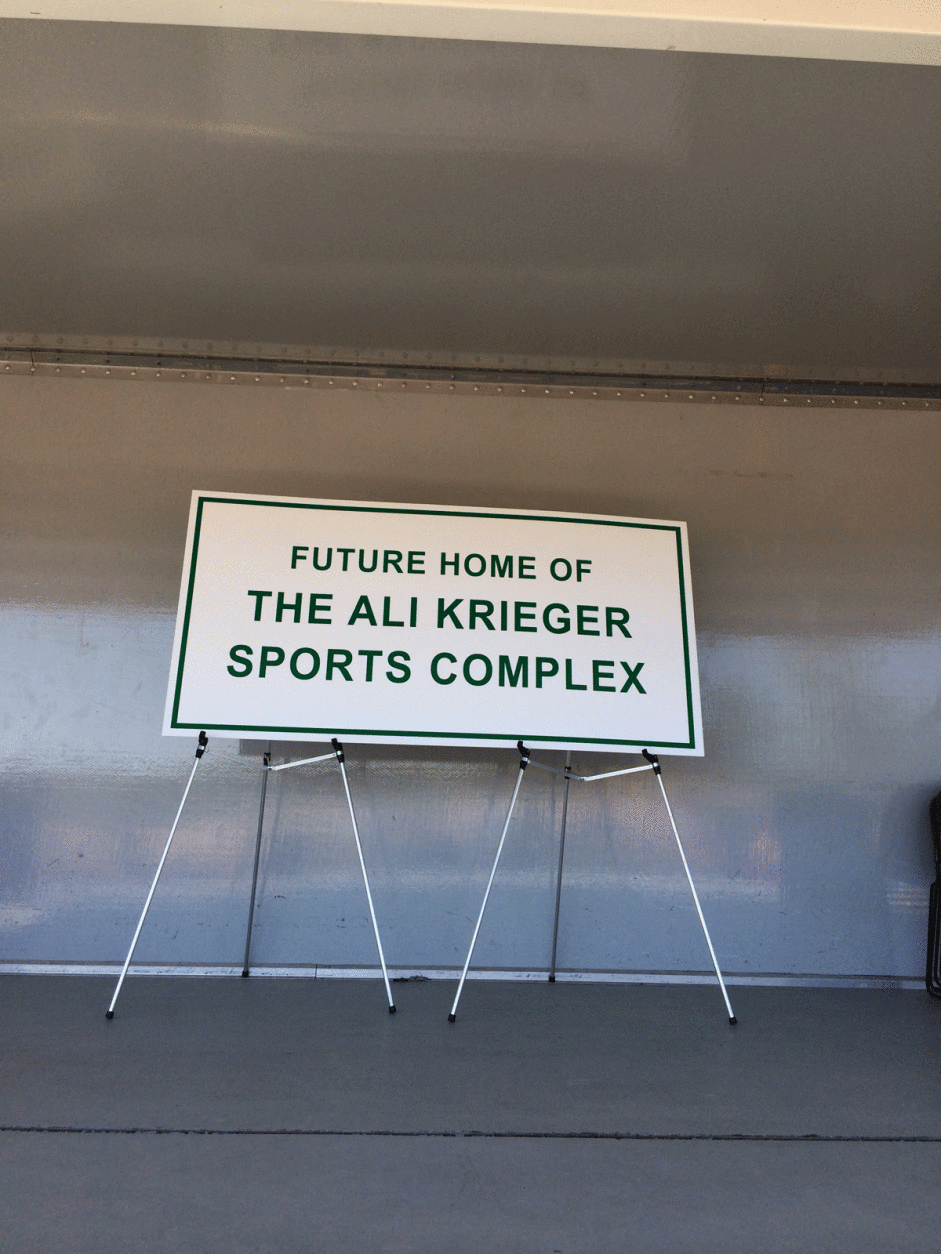 FUTURE HOME OF
THE ALI KRIEGER
SPORTS COMPLEX